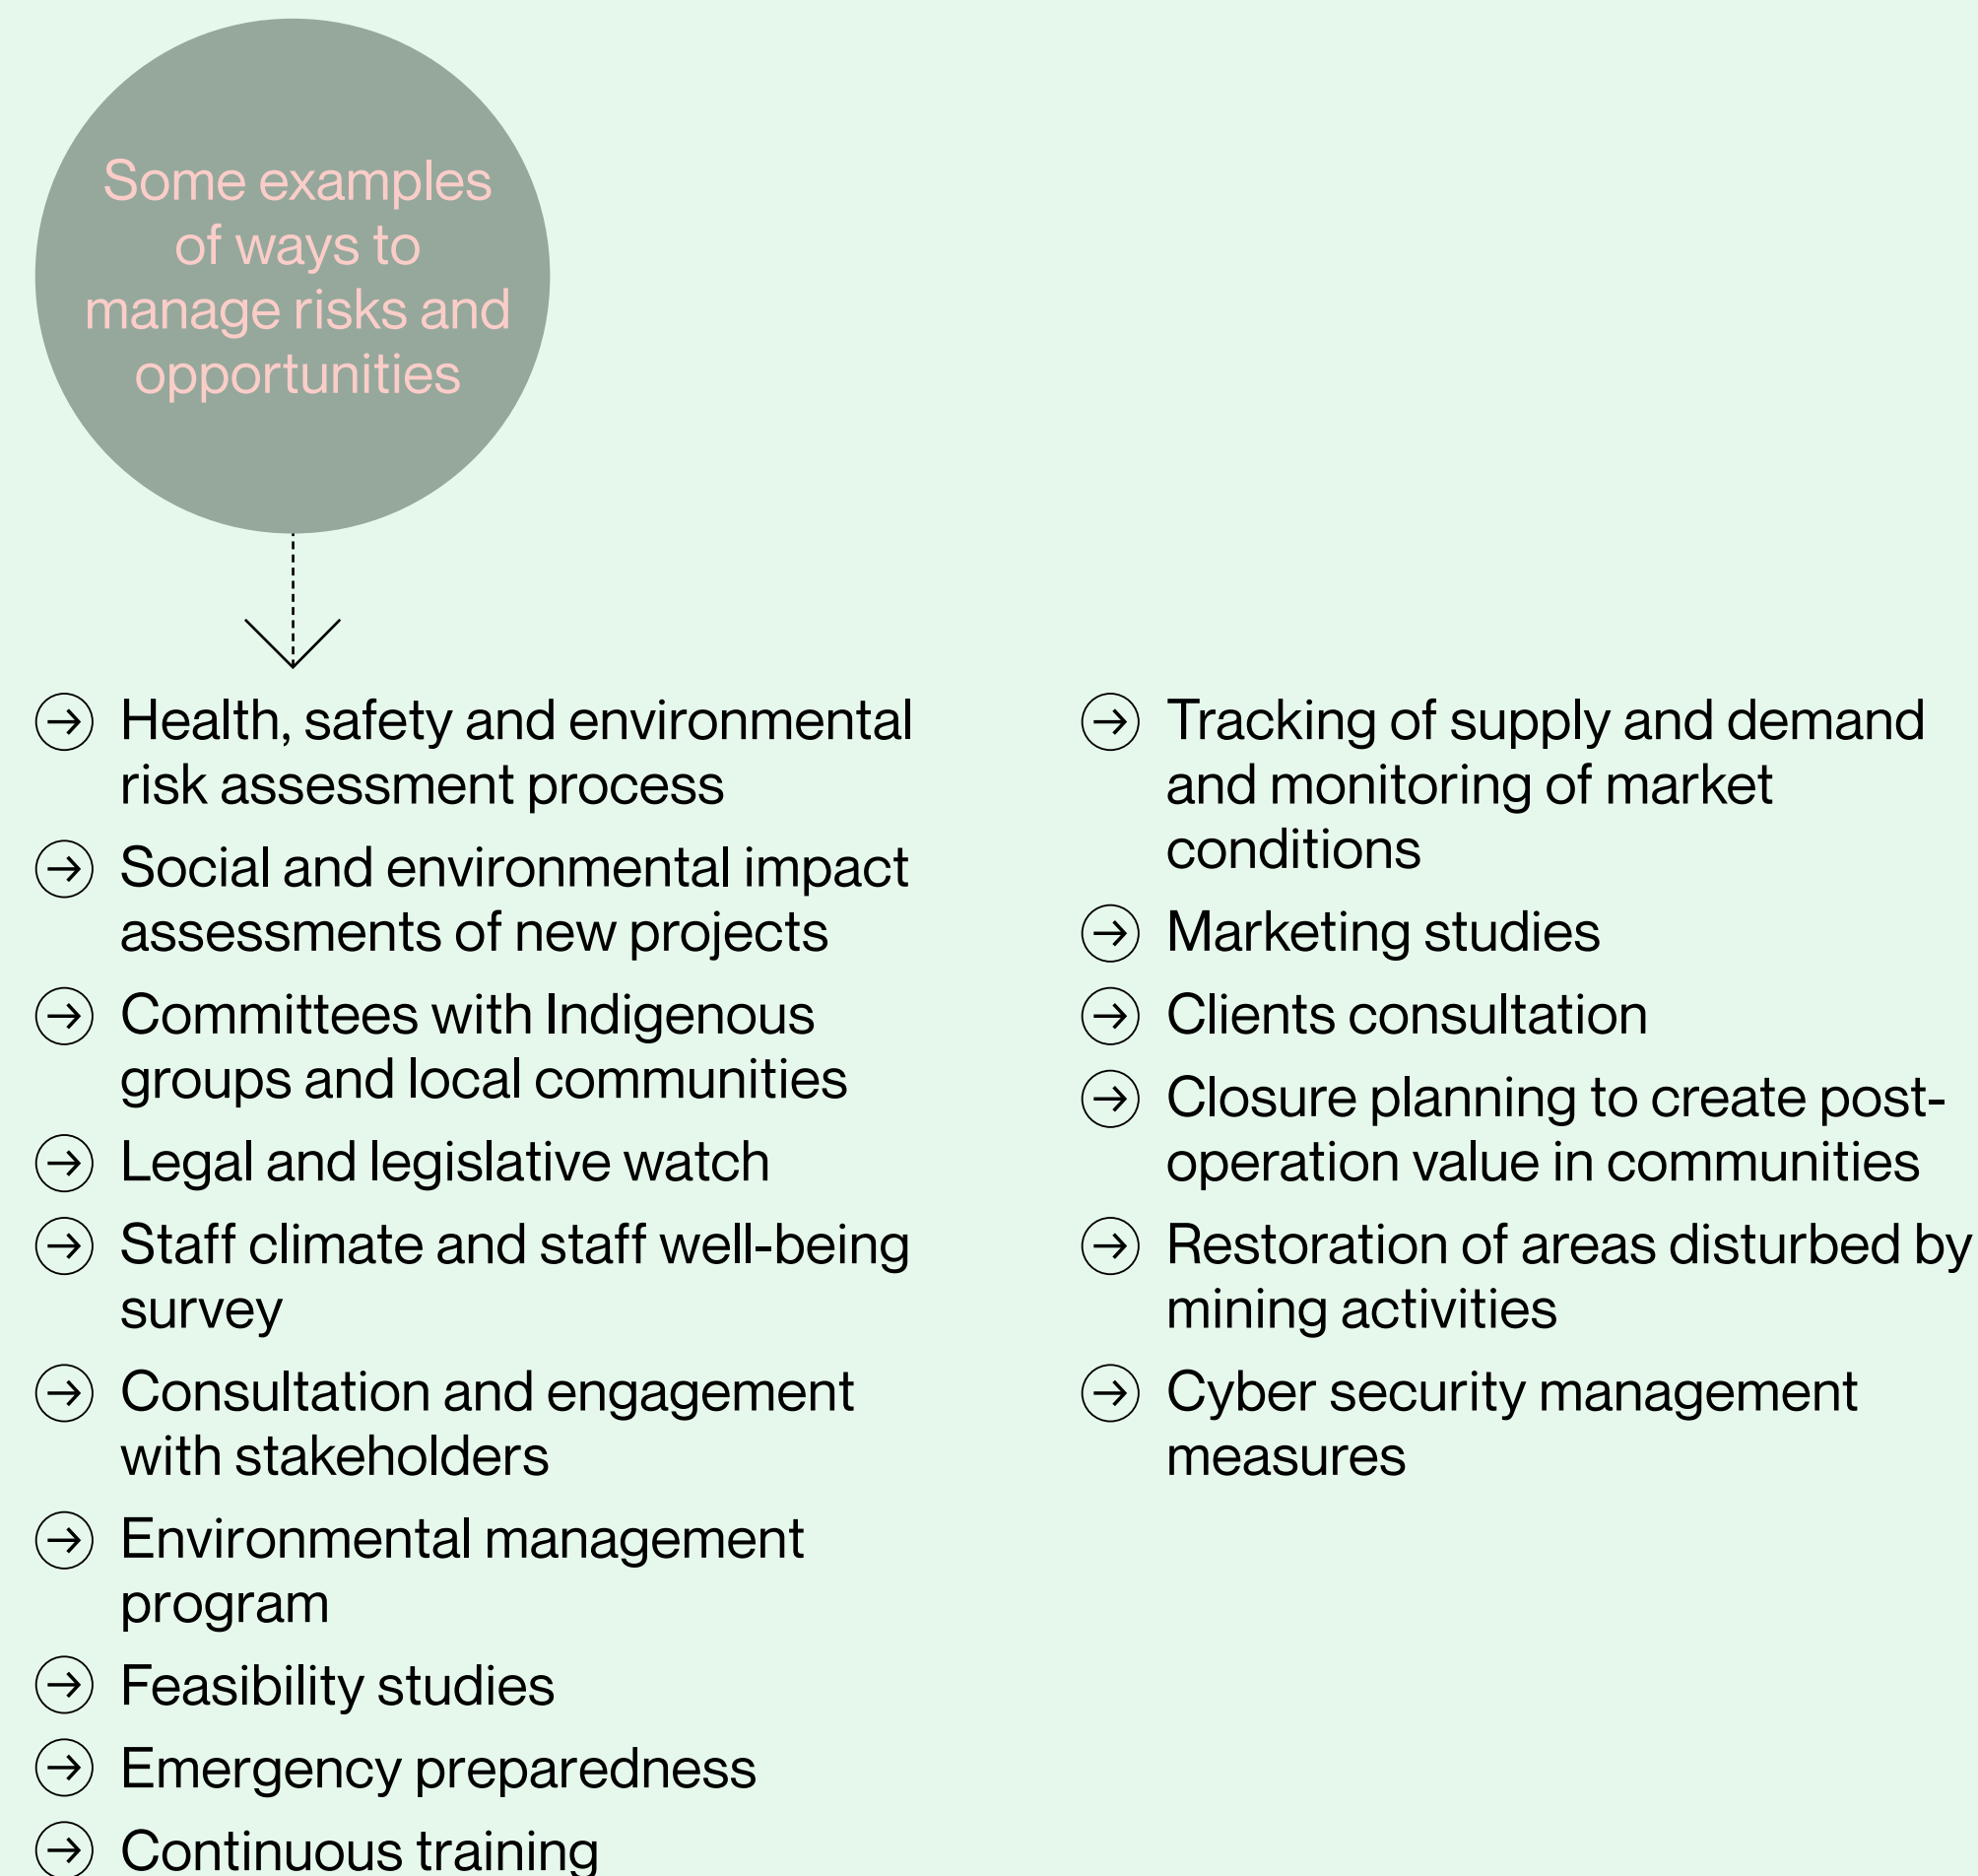 Some examples
of ways to
manage risks and
opportunities
Health, safety and environmental
risk assessment process
Social and environmental impact
assessments of new projects
Committees with Indigenous
groups and local communities
Legal and legislative watch
Staff climate and staff well-being
survey
Consultation and engagement
with stakeholders
Environmental management
program
Feasibility studies
Emergency preparedness
Continuous training
Tracking of supply and demand
and monitoring of market
conditions
Marketing studies
Clients consultation
Closure planning to create post-
operation value in communities
Restoration of areas disturbed by
mining activities
Cyber security management
measures